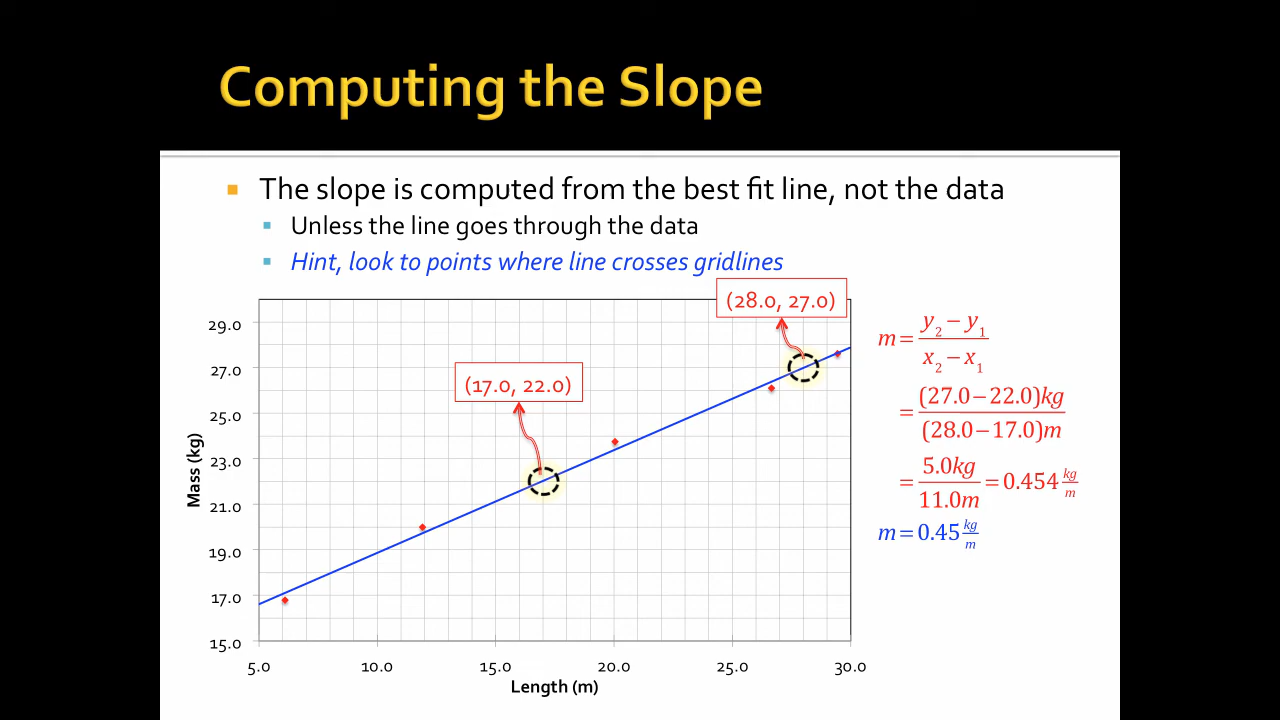 Computing the Slope
The slope is computed from the best fit line, not the data
Unless the line goes through the data
Hint, look to points where line crosses gridlines
(28.0, 27.0)
(17.0, 22.0)
29.0
27.0
25.0
23.0
21.0
19.0
17.0
15.0
Mass (kg)
5.0 10.0 15.0 20.0 25.0 30.0
Length (m)
m = y₂ − y₁
x₂ − x₁
= (27.0 − 22.0)kg
(28.0 − 17.0)m
= 5.0kg
11.0m = 0.454 kg/m
m = 0.45 kg/m